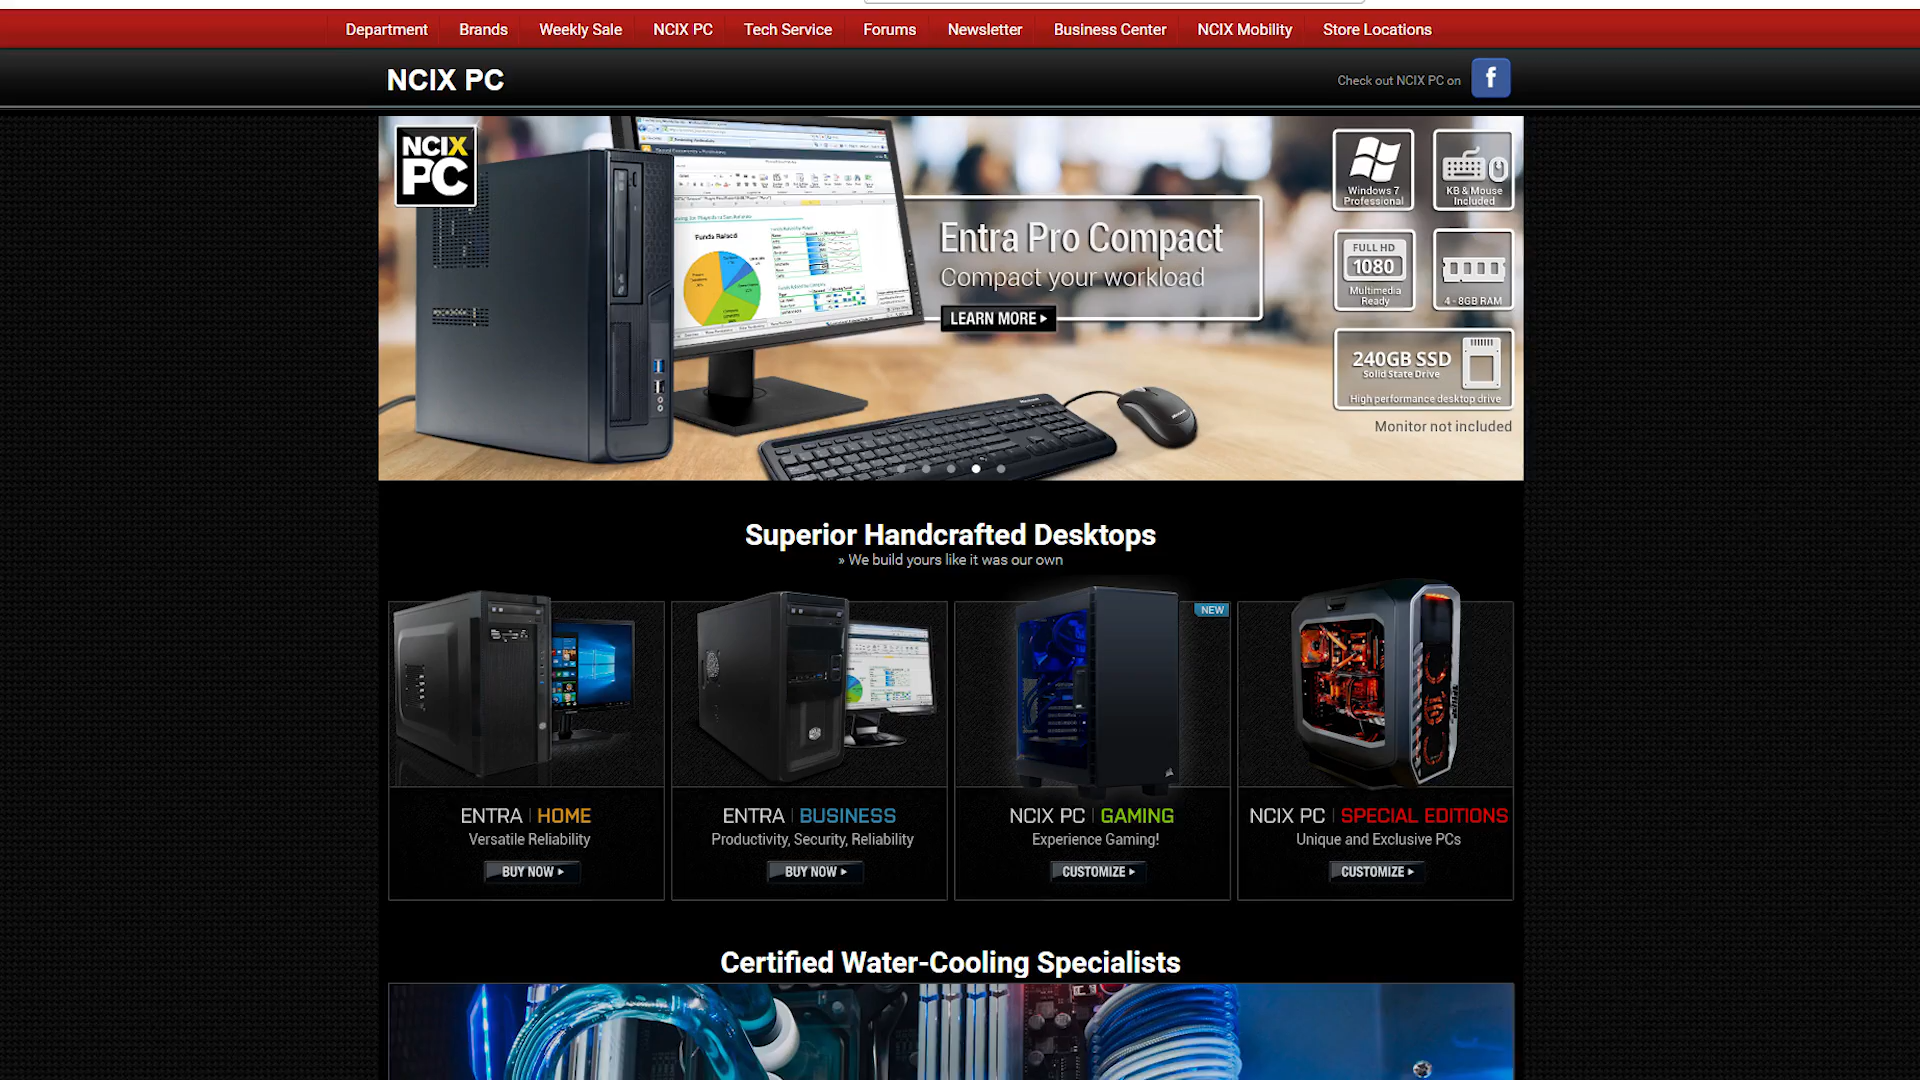 Department Brands Weekly Sale NCIX PC Tech Service Forums Newsletter Business Center NCIX Mobility Store Locations
NCIX PC
Check out NCIX PC on
f
NCIX
PC
Entra Pro Compact
Compact your workload
LEARN MORE
Windows 7
Professional
KB & Mouse
Included
FULL HD
1080
Multimedia
Ready
4 - 8GB RAM
240GB SSD
Solid State Drive
High performance desktop drive
Monitor not included
Funds Raised
Microsoft
Superior Handcrafted Desktops
» We build yours like it was our own
NEW
ENTRA | HOME
Versatile Reliability
BUY NOW
ENTRA | BUSINESS
Productivity, Security, Reliability
BUY NOW
NCIX PC | GAMING
Experience Gaming!
CUSTOMIZE
NCIX PC | SPECIAL EDITIONS
Unique and Exclusive PCs
CUSTOMIZE
Certified Water-Cooling Specialists